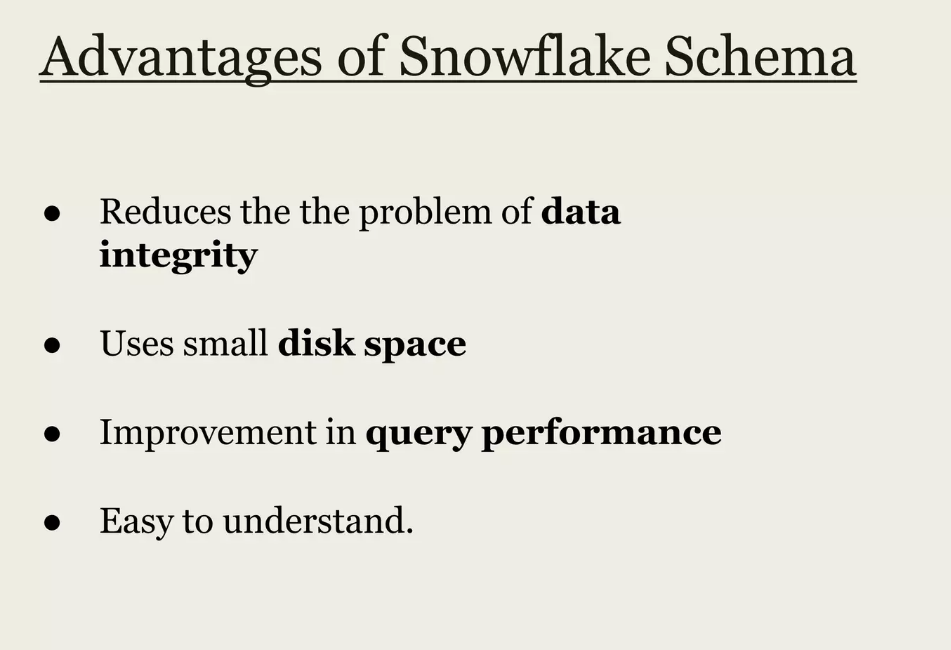 Advantages of Snowflake Schema
● Reduces the the problem of data
integrity
● Uses small disk space
● Improvement in query performance
● Easy to understand.